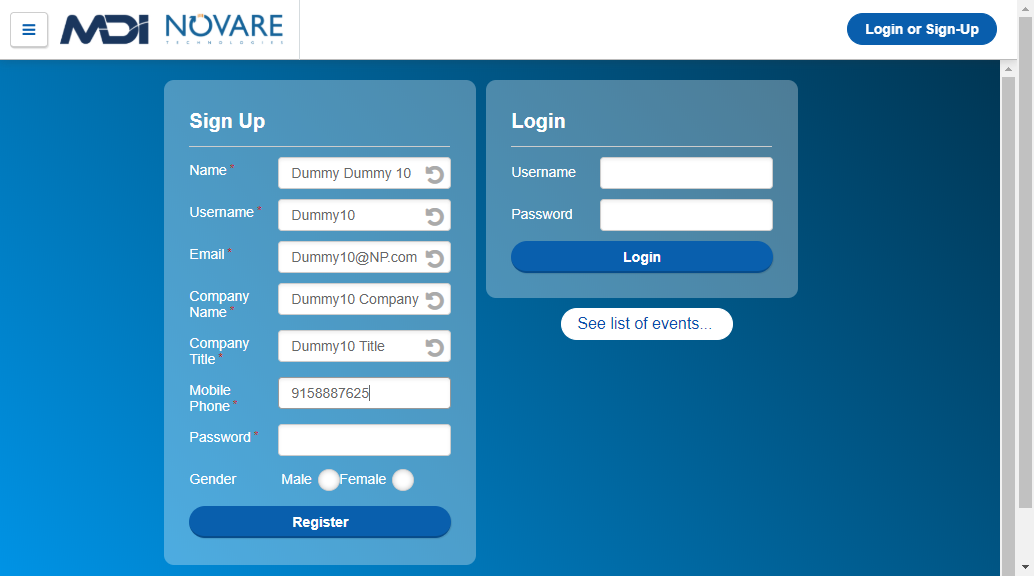 MDI NOVARE
TECHNOLOGIES
Login or Sign-Up
Sign Up
Name *
Dummy Dummy 10
Username *
Dummy10
Email *
Dummy10@NP.com
Company
Name *
Dummy10 Company
Company
Title *
Dummy10 Title
Mobile
Phone *
9158887625
Password *
Gender
Male
Female
Register
Login
Username
Password
Login
See list of events...